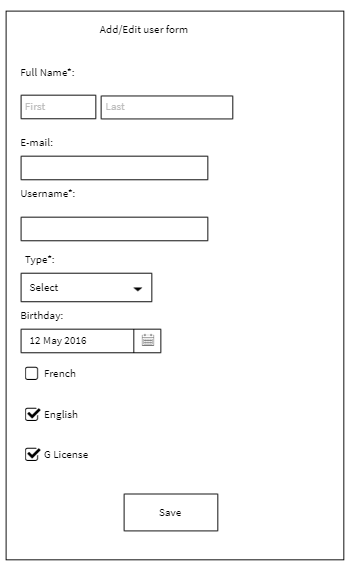 Add/Edit user form
Full Name*:
First Last
E-mail:
Username*:
Type*:
Select
Birthday:
12 May 2016
French
English
G License
Save